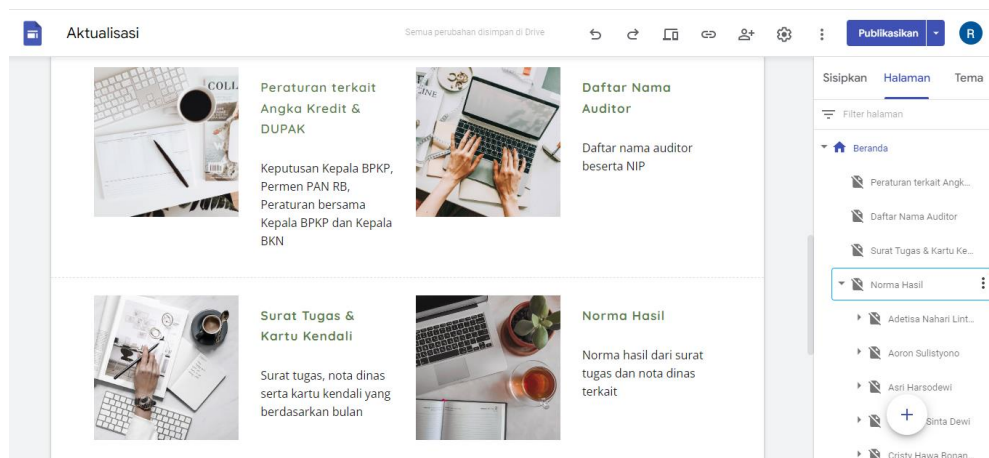 Aktualisasi
Semua perubahan disimpan di Drive
Publikasikan
R
Sisipkan Halaman Tema
Filter halaman
Beranda
Peraturan terkait Angk...
Daftar Nama Auditor
Surat Tugas & Kartu Ke...
Norma Hasil
Adetisa Nahari Lint...
Aoron Sulistyono
Asri Harsodewi
Sinta Dewi
Cristy Hawa Bonan...
COLL
Peraturan terkait
Angka Kredit &
DUPAK
Keputusan Kepala BPKP,
Permen PAN RB,
Peraturan bersama
Kepala BPKP dan Kepala
BKN
Daftar Nama
Auditor
Daftar nama auditor
beserta NIP
Surat Tugas &
Kartu Kendali
Surat tugas, nota dinas
serta kartu kendali yang
berdasarkan bulan
Norma Hasil
Norma hasil dari surat
tugas dan nota dinas
terkait